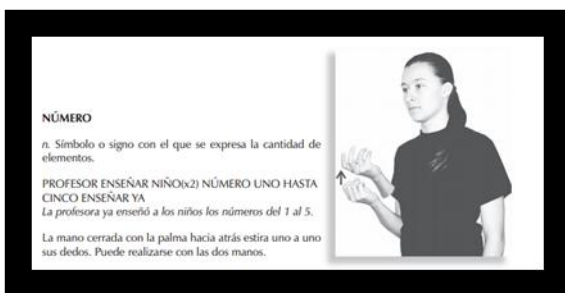 NÚMERO
n. Símbolo o signo con el que se expresa la cantidad de
elementos.
PROFESOR ENSEÑAR NIÑO(x2) NÚMERO UNO HASTA
CINCO ENSEÑAR YA
La profesora ya enseñó a los niños los números del 1 al 5.
La mano cerrada con la palma hacia atrás estira uno a uno
sus dedos. Puede realizarse con las dos manos.